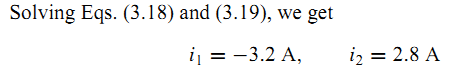 Solving Eqs. (3.18) and (3.19), we get
i₁ = −3.2 A, i₂ = 2.8 A